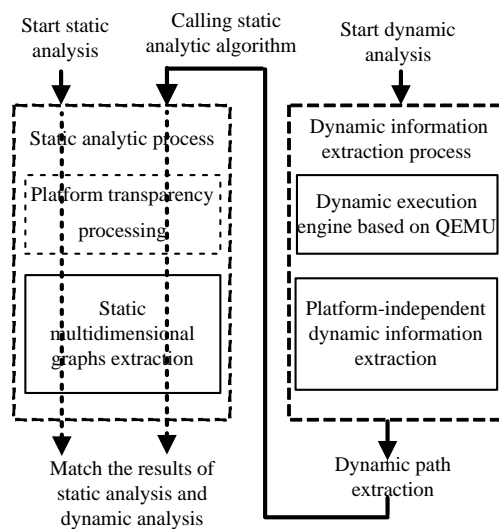 Start static
analysis
Calling static
analytic algorithm
Start dynamic
analysis
Static analytic process
Platform transparency
processing
Static
multidimensional
graphs extraction
Match the results of
static analysis and
dynamic analysis
Dynamic information
extraction process
Dynamic execution
engine based on QEMU
Platform-independent
dynamic information
extraction
Dynamic path
extraction